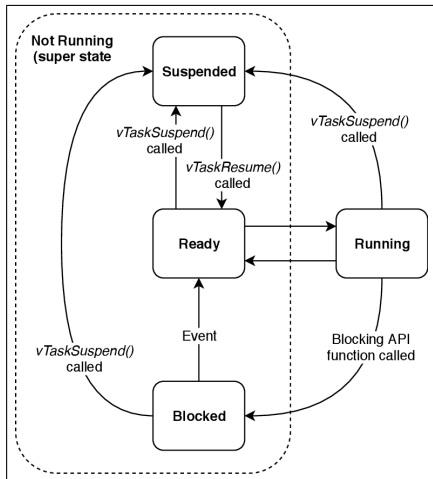 Not Running
(super state
Suspended
vTaskSuspend()
called
vTaskSuspend()
called
vTaskResume()
called
Ready
Running
Event
Blocking API
function called
vTaskSuspend()
called
Blocked